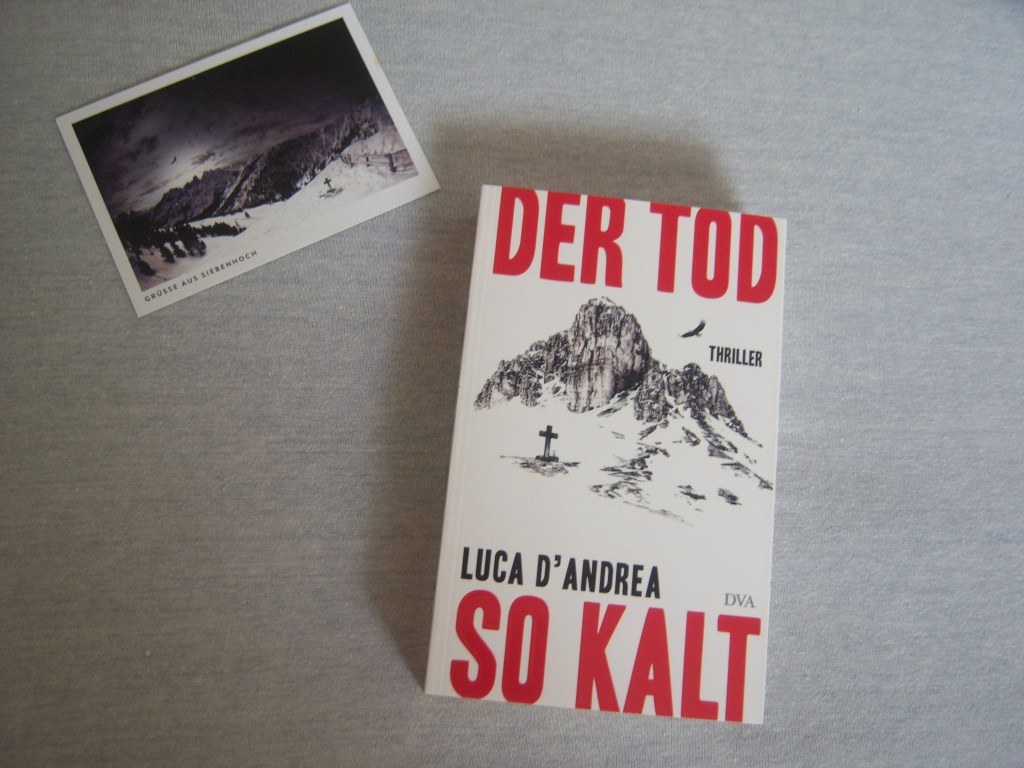 GRÜSSE AUS SIEBENHOCH
DER TOD
THRILLER
LUCA D'ANDREA
DVA
SO KALT